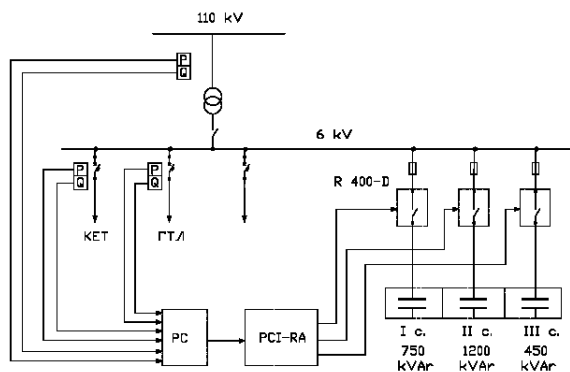 110 kV
P
Q
6 kV
P
Q
P
Q
R 400-D
КЕТ
ГТЛ
PC
PCI-RA
I c.
II c.
III c.
750
1200
450
kVAr
kVAr
kVAr